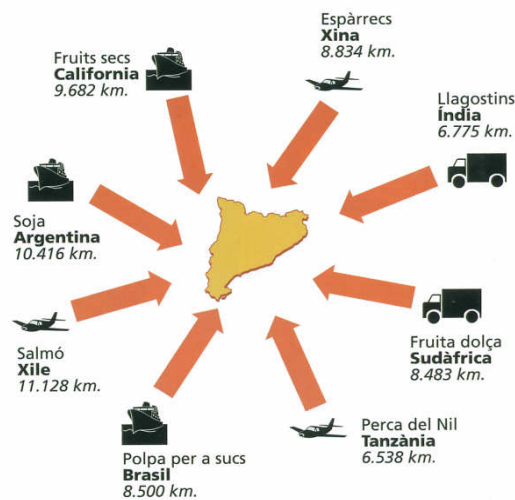 Fruits secs
California
9.682 km.
Espàrrecs
Xina
8.834 km.
Llagostins
Índia
6.775 km.
Soja
Argentina
10.416 km.
Salmó
Xile
11.128 km.
Fruita dolça
Sudàfrica
8.483 km.
Polpa per a sucs
Brasil
8.500 km.
Perca del Nil
Tanzània
6.538 km.